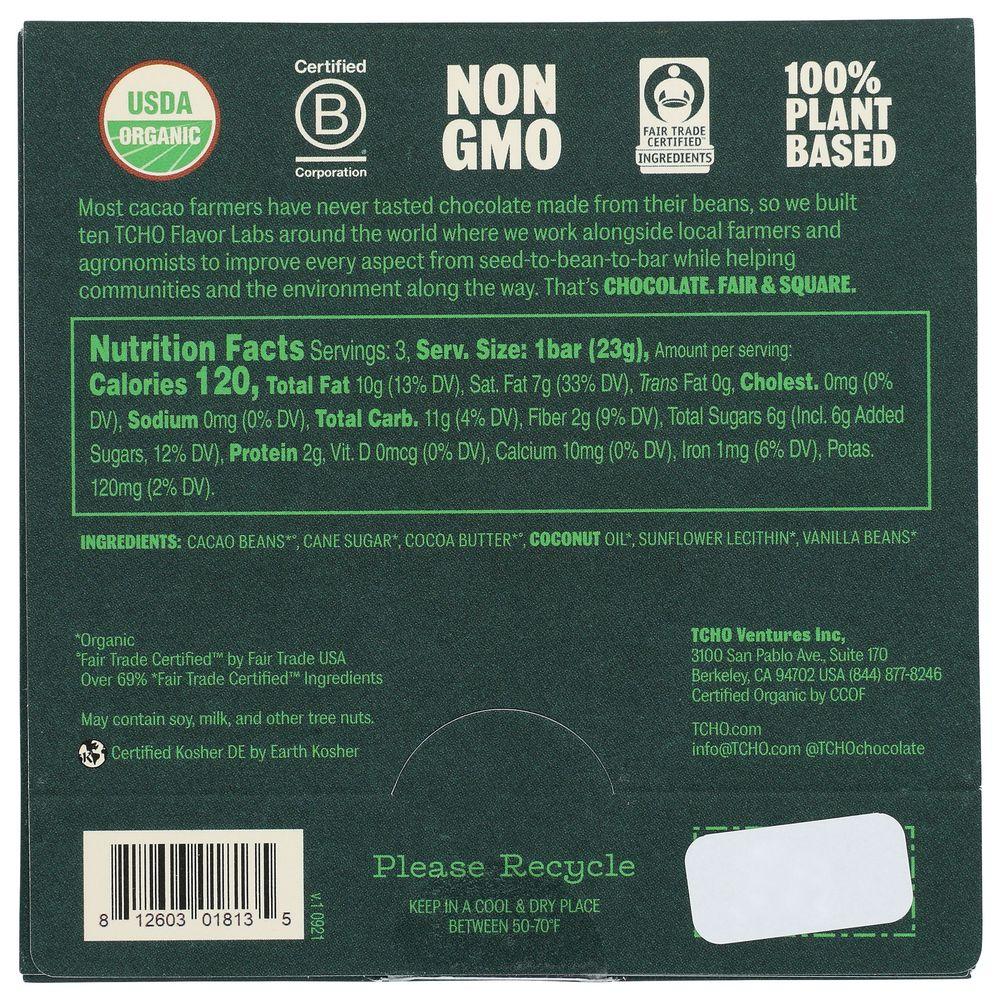 USDA
ORGANIC
Certified
B
Corporation
NON
GMO
FAIR TRADE
CERTIFIED™
INGREDIENTS
100%
PLANT
BASED
Most cacao farmers have never tasted chocolate made from their beans, so we built
ten TCHO Flavor Labs around the world where we work alongside local farmers and
agronomists to improve every aspect from seed-to-bean-to-bar while helping
communities and the environment along the way. That's CHOCOLATE. FAIR & SQUARE.
Nutrition Facts Servings: 3, Serv. Size: 1bar (23g), Amount per serving:
Calories 120, Total Fat 10g (13% DV), Sat. Fat 7g (33% DV), Trans Fat 0g, Cholest. 0mg (0%
DV), Sodium 0mg (0% DV), Total Carb. 11g (4% DV), Fiber 2g (9% DV), Total Sugars 6g (Incl. 6g Added
Sugars, 12% DV), Protein 2g, Vit. D 0mcg (0% DV), Calcium 10mg (0% DV), Iron 1mg (6% DV), Potas.
120mg (2% DV).
INGREDIENTS: CACAO BEANS*°, CANE SUGAR*, COCOA BUTTER*°, COCONUT OIL*, SUNFLOWER LECITHIN*, VANILLA BEANS*
*Organic
°Fair Trade Certified™ by Fair Trade USA
Over 69% *Fair Trade Certified™ Ingredients
May contain soy, milk, and other tree nuts.
K Certified Kosher DE by Earth Kosher
TCHO Ventures Inc,
3100 San Pablo Ave., Suite 170
Berkeley, CA 94702 USA (844) 877-8246
Certified Organic by CCOF
TCHO.com
info@TCHO.com @TCHOchocolate
8 12603 01813 5
v.1 0921
Please Recycle
KEEP IN A COOL & DRY PLACE
BETWEEN 50-70°F